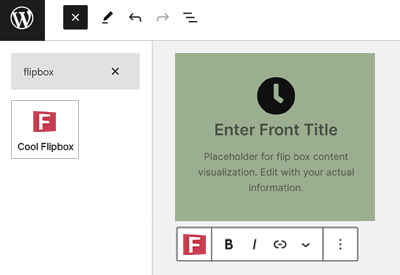 flipbox
F
Cool Flipbox
Enter Front Title
Placeholder for flip box content
visualization. Edit with your actual
information.
F B I